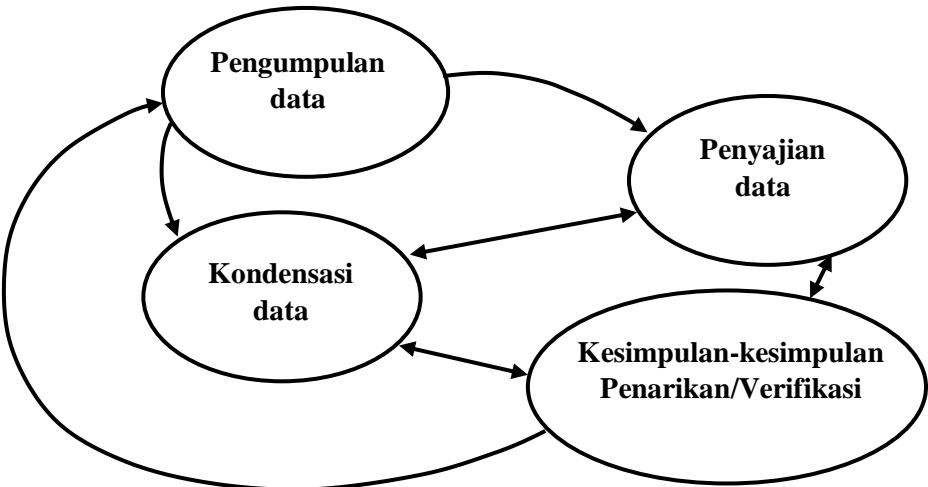 Pengumpulan
data
Penyajian
data
Kondensasi
data
Kesimpulan-kesimpulan
Penarikan/Verifikasi